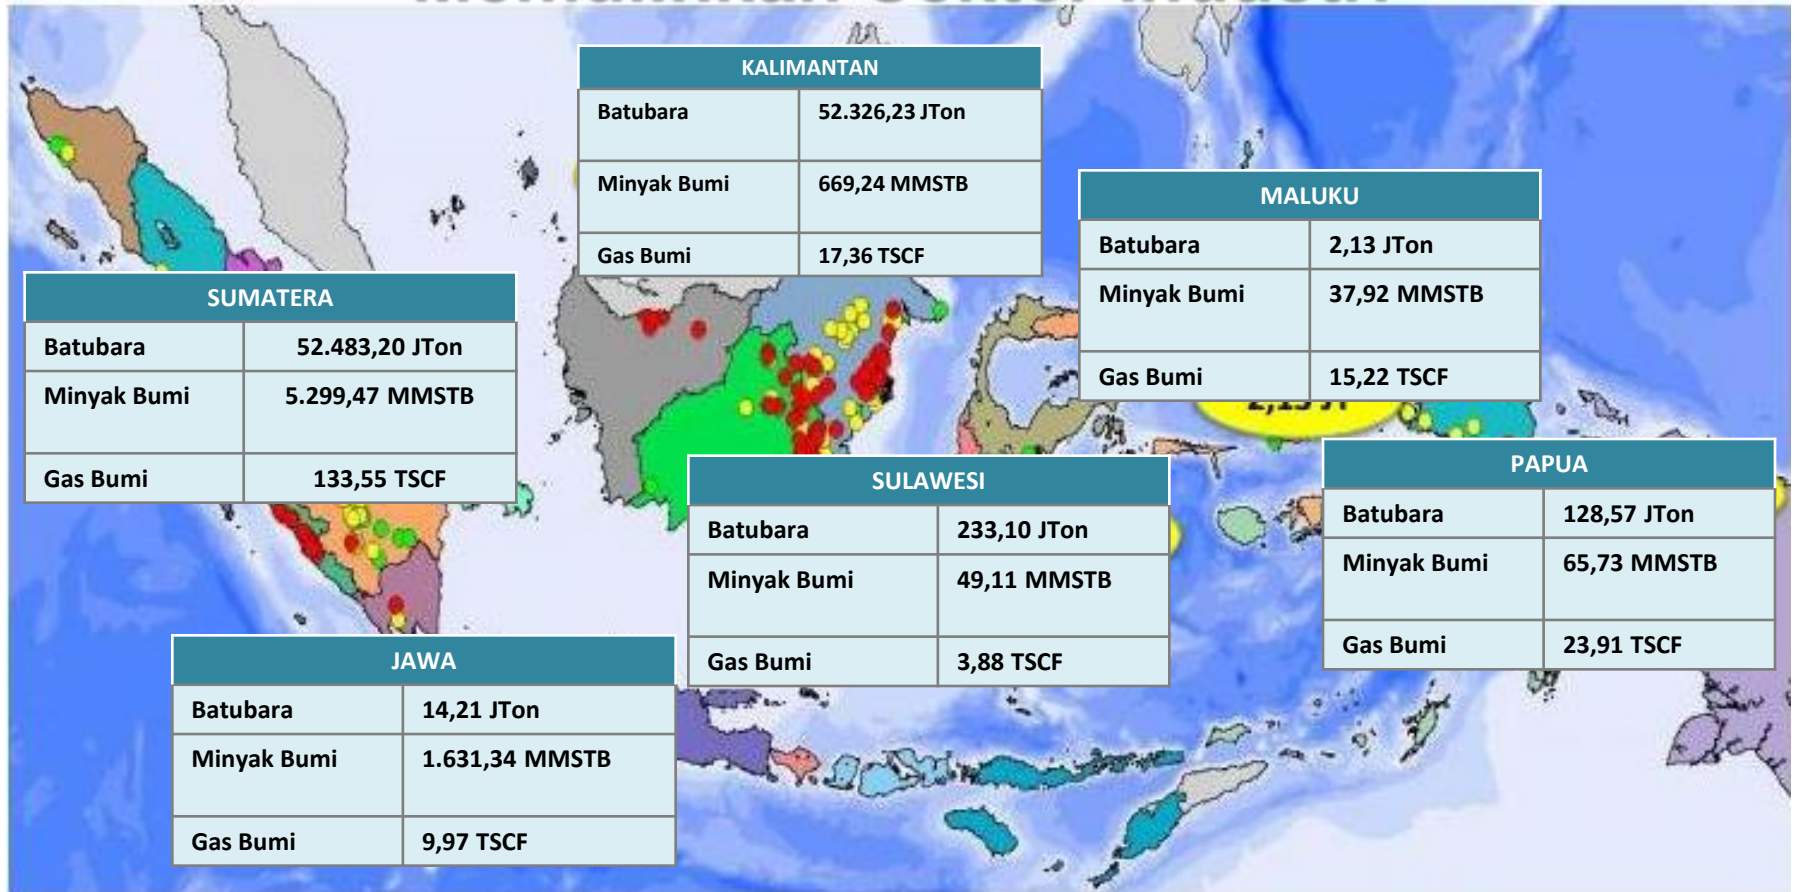 KALIMANTAN
Batubara 52.326,23 JTon
Minyak Bumi 669,24 MMSTB
Gas Bumi 17,36 TSCF
MALUKU
Batubara 2,13 JTon
Minyak Bumi 37,92 MMSTB
Gas Bumi 15,22 TSCF
SUMATERA
Batubara 52.483,20 JTon
Minyak Bumi 5.299,47 MMSTB
Gas Bumi 133,55 TSCF
SULAWESI
Batubara 233,10 JTon
Minyak Bumi 49,11 MMSTB
Gas Bumi 3,88 TSCF
PAPUA
Batubara 128,57 JTon
Minyak Bumi 65,73 MMSTB
Gas Bumi 23,91 TSCF
JAWA
Batubara 14,21 JTon
Minyak Bumi 1.631,34 MMSTB
Gas Bumi 9,97 TSCF